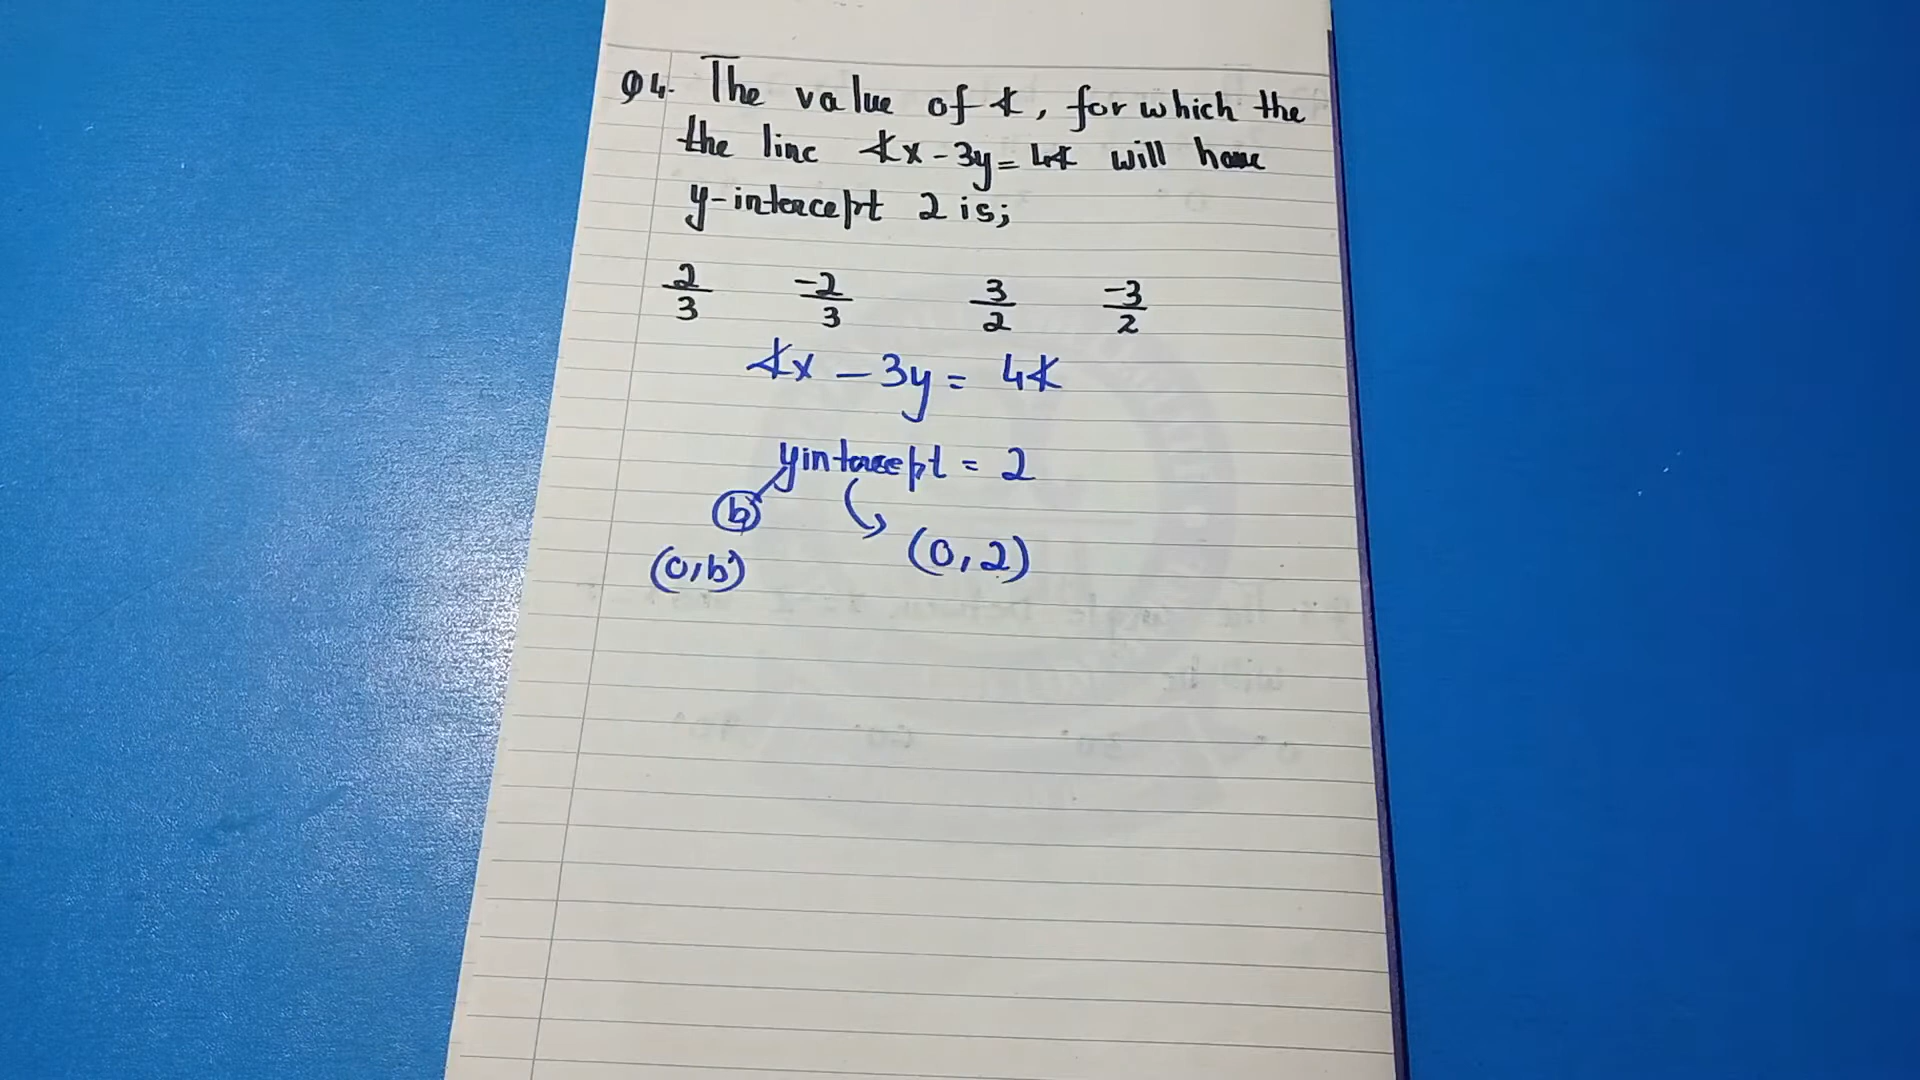 Q4. The value of k, for which the
the line kx - 3y = 4k will have
y-intercept 2 is;
2/3 -2/3 3/2 -3/2
kx - 3y = 4k
y intercept = 2
b
(0, 2)
(0, b)